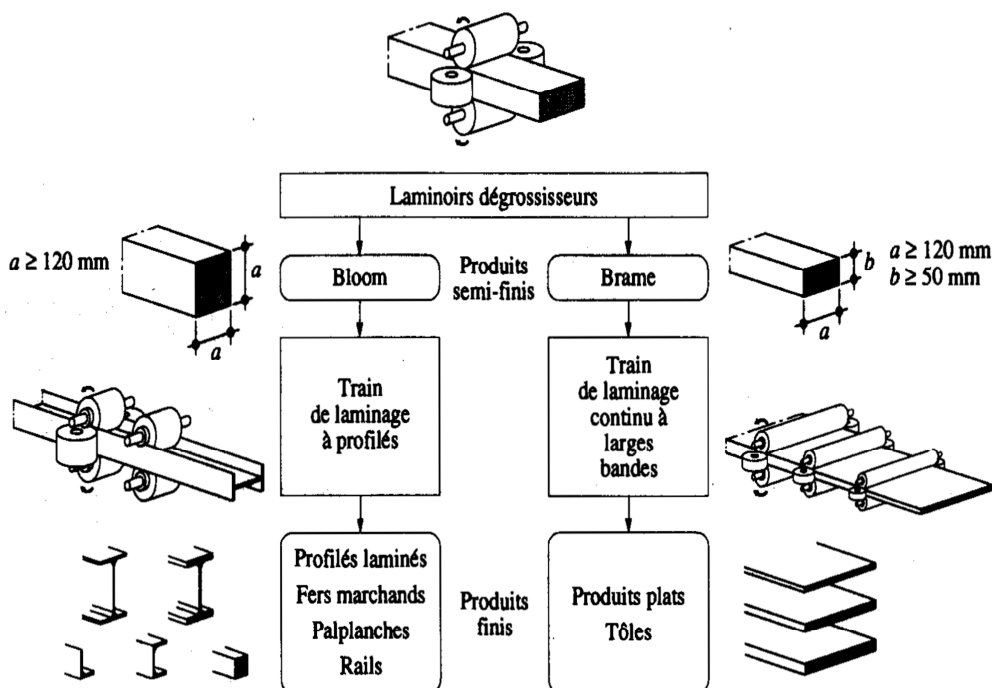 Laminoirs dégrossisseurs
a ≥ 120 mm
a
a
Bloom
Produits
semi-finis
Brame
b
a ≥ 120 mm
b ≥ 50 mm
a
Train
de laminage
à profilés
Train
de laminage
continu à
larges
bandes
Profilés laminés
Fers marchands
Palplanches
Rails
Produits
finis
Produits plats
Tôles